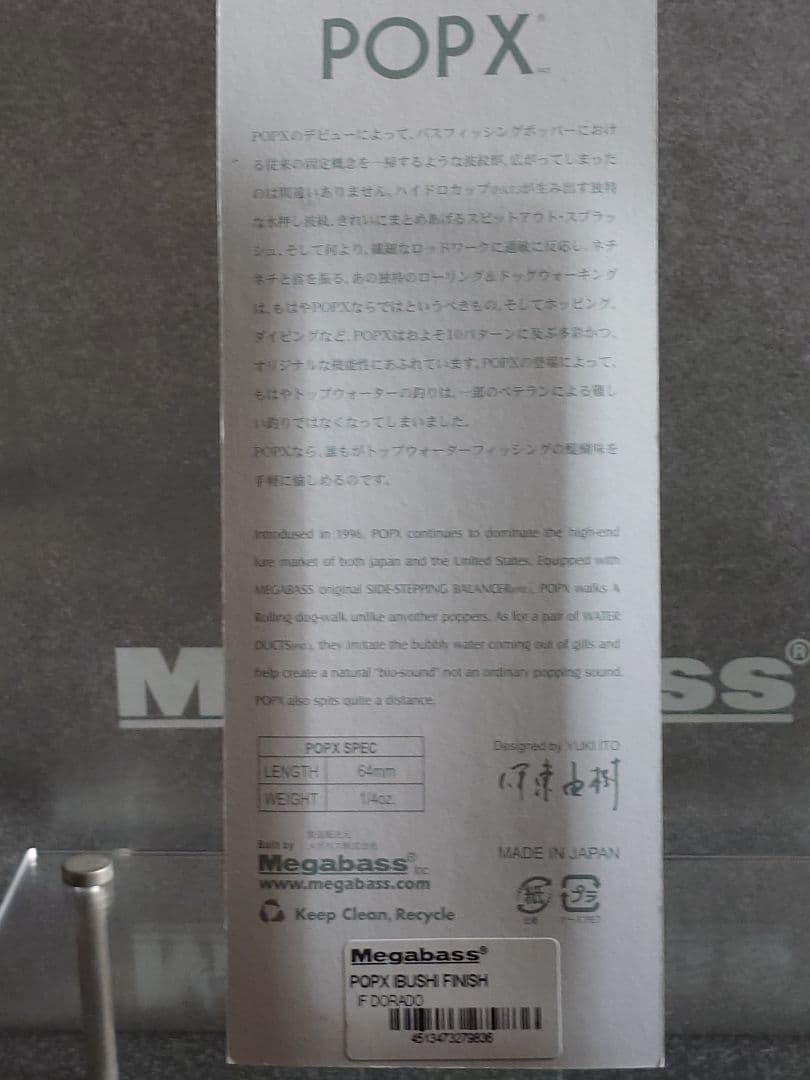 POPX
POPXのデビューによって、バスフィッシングポッパーにおけ
る従来の固定概念を一掃するような波紋が、広がってしまった
のは間違いありません。ハイドロカップ(PAT.)が生み出す独特
な水押し波紋、きれいにまとめあげるスピットアウト・スプラッ
シュ、そして何より、繊細なロッドワークに過敏に反応し、ネチ
ネチと首を振る、あの独特のローリング&ドッグウォーキング
は、もはやPOPXならではというべきもの。そしてホッピング、
ダイビングなど、POPXはおよそ10パターンに及ぶ多彩かつ、
オリジナルな機能性にあふれています。POPXの登場によって、
もはやトップウォーターの釣りは、一部のベテランによる難し
い釣りではなくなってしまいました。
POPXなら、誰もがトップウォーターフィッシングの醍醐味を
手軽に愉しめるのです。
Introdused in 1996, POPX continues to dominate the high-end
lure market of both japan and the United States. Equipped with
MEGABASS original SIDE-STEPPING BALANCER(PAT.), POPX walks A
Rolling dog-walk unlike anyother poppers. As for a pair of WATER
DUCTS(PAT.), they imitate the bubbly water coming out of gills and
help create a natural "bio-sound" not an ordinary popping sound.
POPX also spits quite a distance.
POPX SPEC
LENGTH 64mm
WEIGHT 1/4oz.
Designed by YUKI ITO
伊東由樹
Built by
Megabass® Inc
www.megabass.com
Keep Clean, Recycle
MADE IN JAPAN
紙 プラ
Megabass®
POPX IBUSHI FINISH
IF DORADO
4513473279836
M ss®